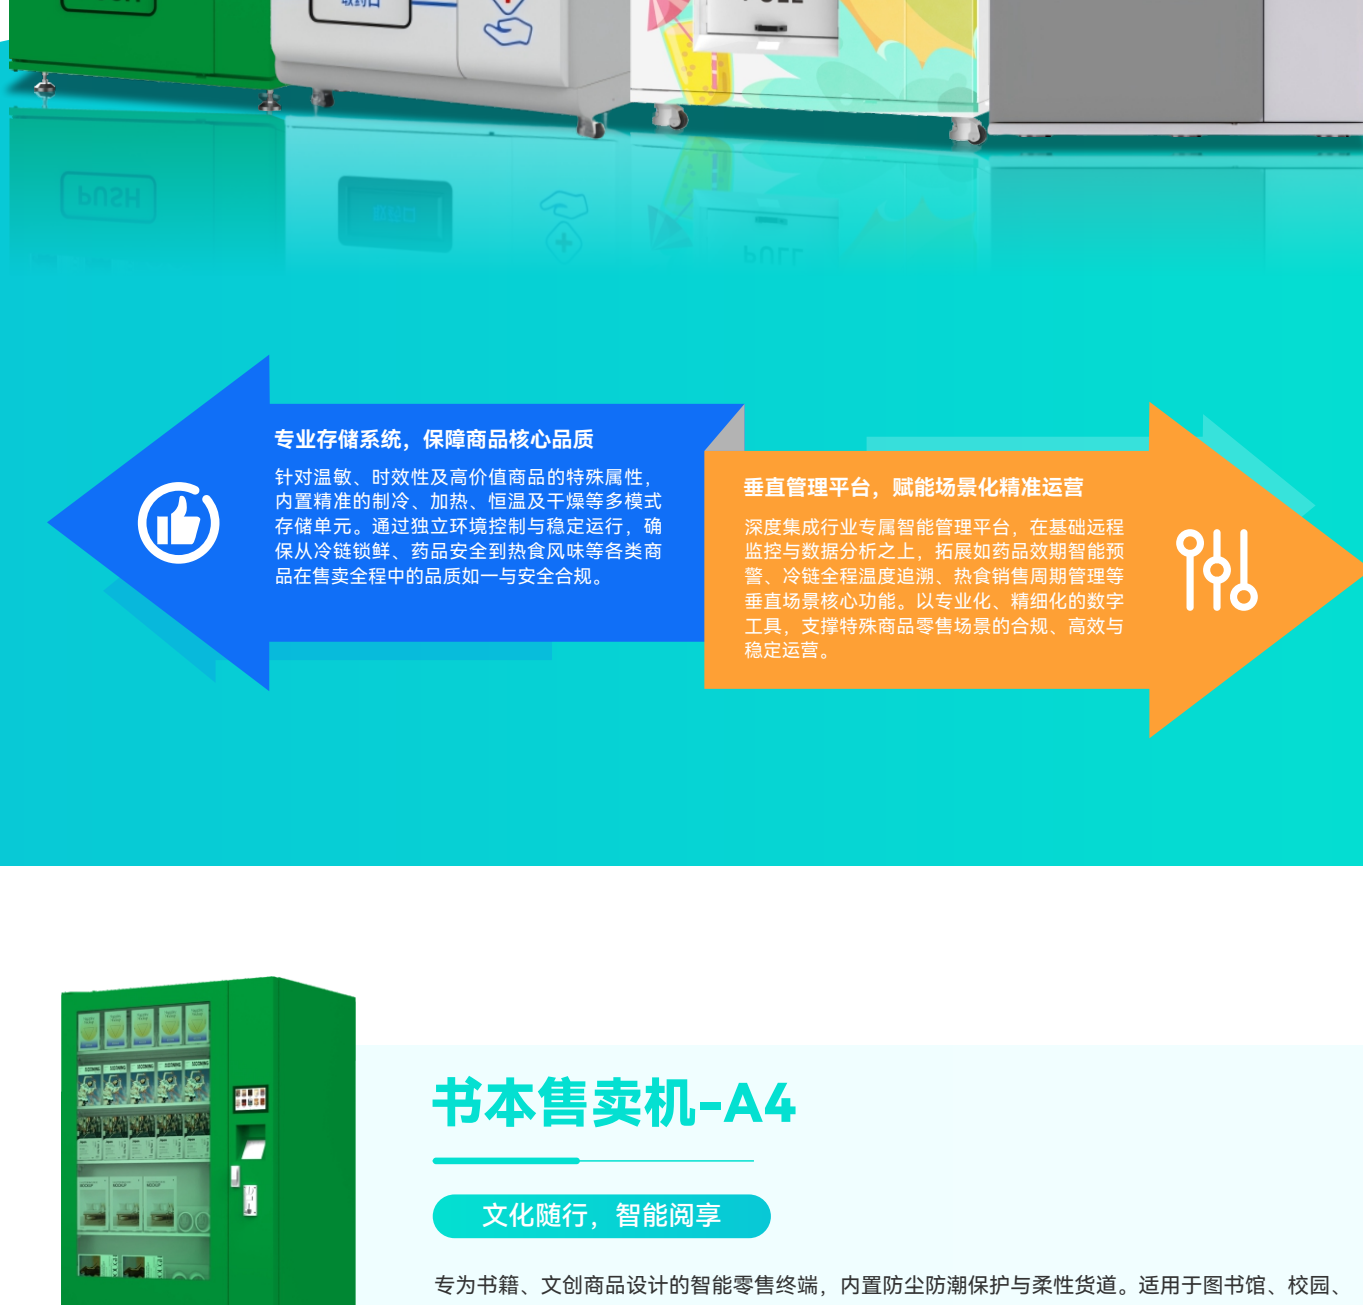 取药口
PULL
PUSH
PULL
专业存储系统，保障商品核心品质
针对温敏、时效性及高价值商品的特殊属性，
内置精准的制冷、加热、恒温及干燥等多模式
存储单元。通过独立环境控制与稳定运行，确
保从冷链锁鲜、药品安全到热食风味等各类商
品在售卖全程中的品质如一与安全合规。
垂直管理平台，赋能场景化精准运营
深度集成行业专属智能管理平台，在基础远程
监控与数据分析之上，拓展如药品效期智能预
警、冷链全程温度追溯、热食销售周期管理等
垂直场景核心功能。以专业化、精细化的数字
工具，支撑特殊商品零售场景的合规、高效与
稳定运营。
书本售卖机-A4
文化随行，智能阅享
专为书籍、文创商品设计的智能零售终端，内置防尘防潮保护与柔性货道。适用于图书馆、校园、